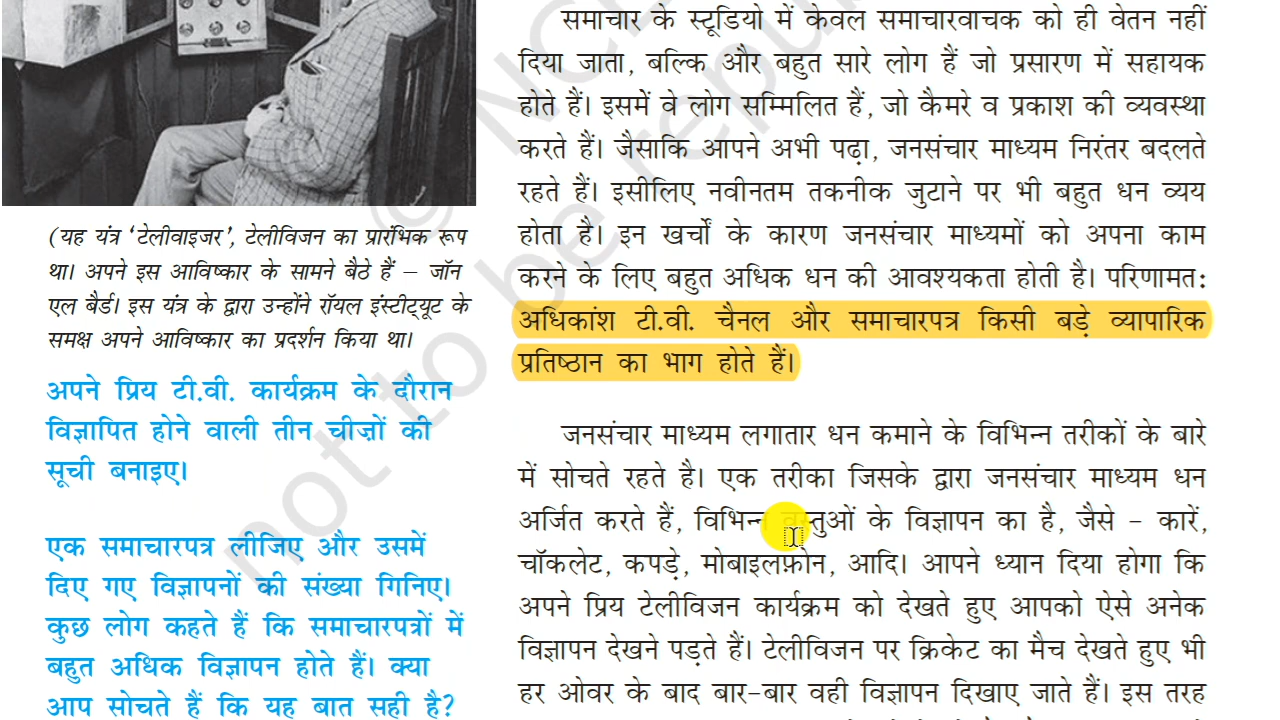 (यह यंत्र ‘टेलीवाइजर’, टेलीविजन का प्रारंभिक रूप
था। अपने इस आविष्कार के सामने बैठे हैं – जॉन
एल बैर्ड। इस यंत्र के द्वारा उन्होंने रॉयल इंस्टीट्यूट के
समक्ष अपने आविष्कार का प्रदर्शन किया था।
अपने प्रिय टी.वी. कार्यक्रम के दौरान
विज्ञापित होने वाली तीन चीज़ों की
सूची बनाइए।
एक समाचारपत्र लीजिए और उसमें
दिए गए विज्ञापनों की संख्या गिनिए।
कुछ लोग कहते हैं कि समाचारपत्रों में
बहुत अधिक विज्ञापन होते हैं। क्या
आप सोचते हैं कि यह बात सही है?
समाचार के स्टूडियो में केवल समाचारवाचक को ही वेतन नहीं
दिया जाता, बल्कि और बहुत सारे लोग हैं जो प्रसारण में सहायक
होते हैं। इसमें वे लोग सम्मिलित हैं, जो कैमरे व प्रकाश की व्यवस्था
करते हैं। जैसाकि आपने अभी पढ़ा, जनसंचार माध्यम निरंतर बदलते
रहते हैं। इसीलिए नवीनतम तकनीक जुटाने पर भी बहुत धन व्यय
होता है। इन खर्चों के कारण जनसंचार माध्यमों को अपना काम
करने के लिए बहुत अधिक धन की आवश्यकता होती है। परिणामत:
अधिकांश टी.वी. चैनल और समाचारपत्र किसी बड़े व्यापारिक
प्रतिष्ठान का भाग होते हैं।
जनसंचार माध्यम लगातार धन कमाने के विभिन्न तरीकों के बारे
में सोचते रहते है। एक तरीका जिसके द्वारा जनसंचार माध्यम धन
अर्जित करते हैं, विभिन्न वस्तुओं के विज्ञापन का है, जैसे – कारें,
चॉकलेट, कपड़े, मोबाइलफ़ोन, आदि। आपने ध्यान दिया होगा कि
अपने प्रिय टेलीविजन कार्यक्रम को देखते हुए आपको ऐसे अनेक
विज्ञापन देखने पड़ते हैं। टेलीविजन पर क्रिकेट का मैच देखते हुए भी
हर ओवर के बाद बार–बार वही विज्ञापन दिखाए जाते हैं। इस तरह
© NCE
not to be repu